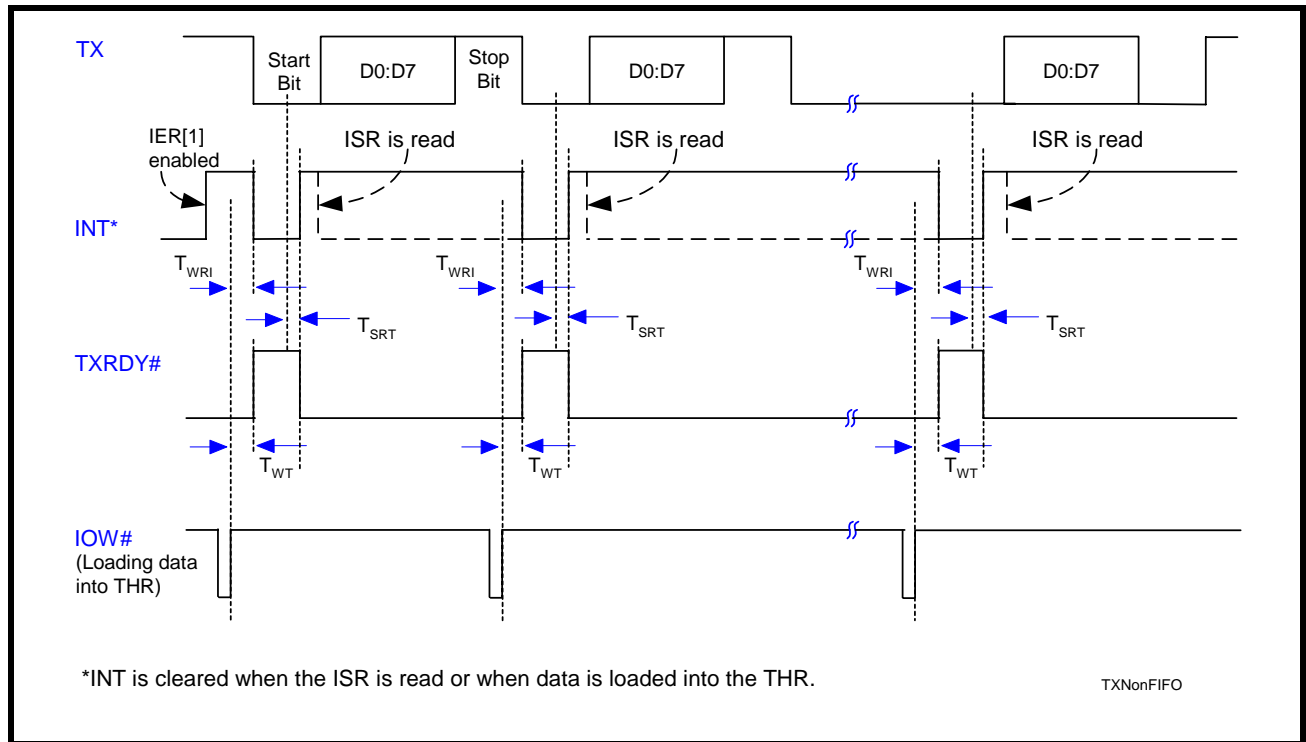 TX
Start
Bit
D0:D7
Stop
Bit
D0:D7
D0:D7
IER[1]
enabled
ISR is read
ISR is read
ISR is read
INT*
TWRI
TWRI
TWRI
TSRT
TSRT
TSRT
TXRDY#
TWT
TWT
TWT
IOW#
(Loading data
into THR)
*INT is cleared when the ISR is read or when data is loaded into the THR.
TXNonFIFO